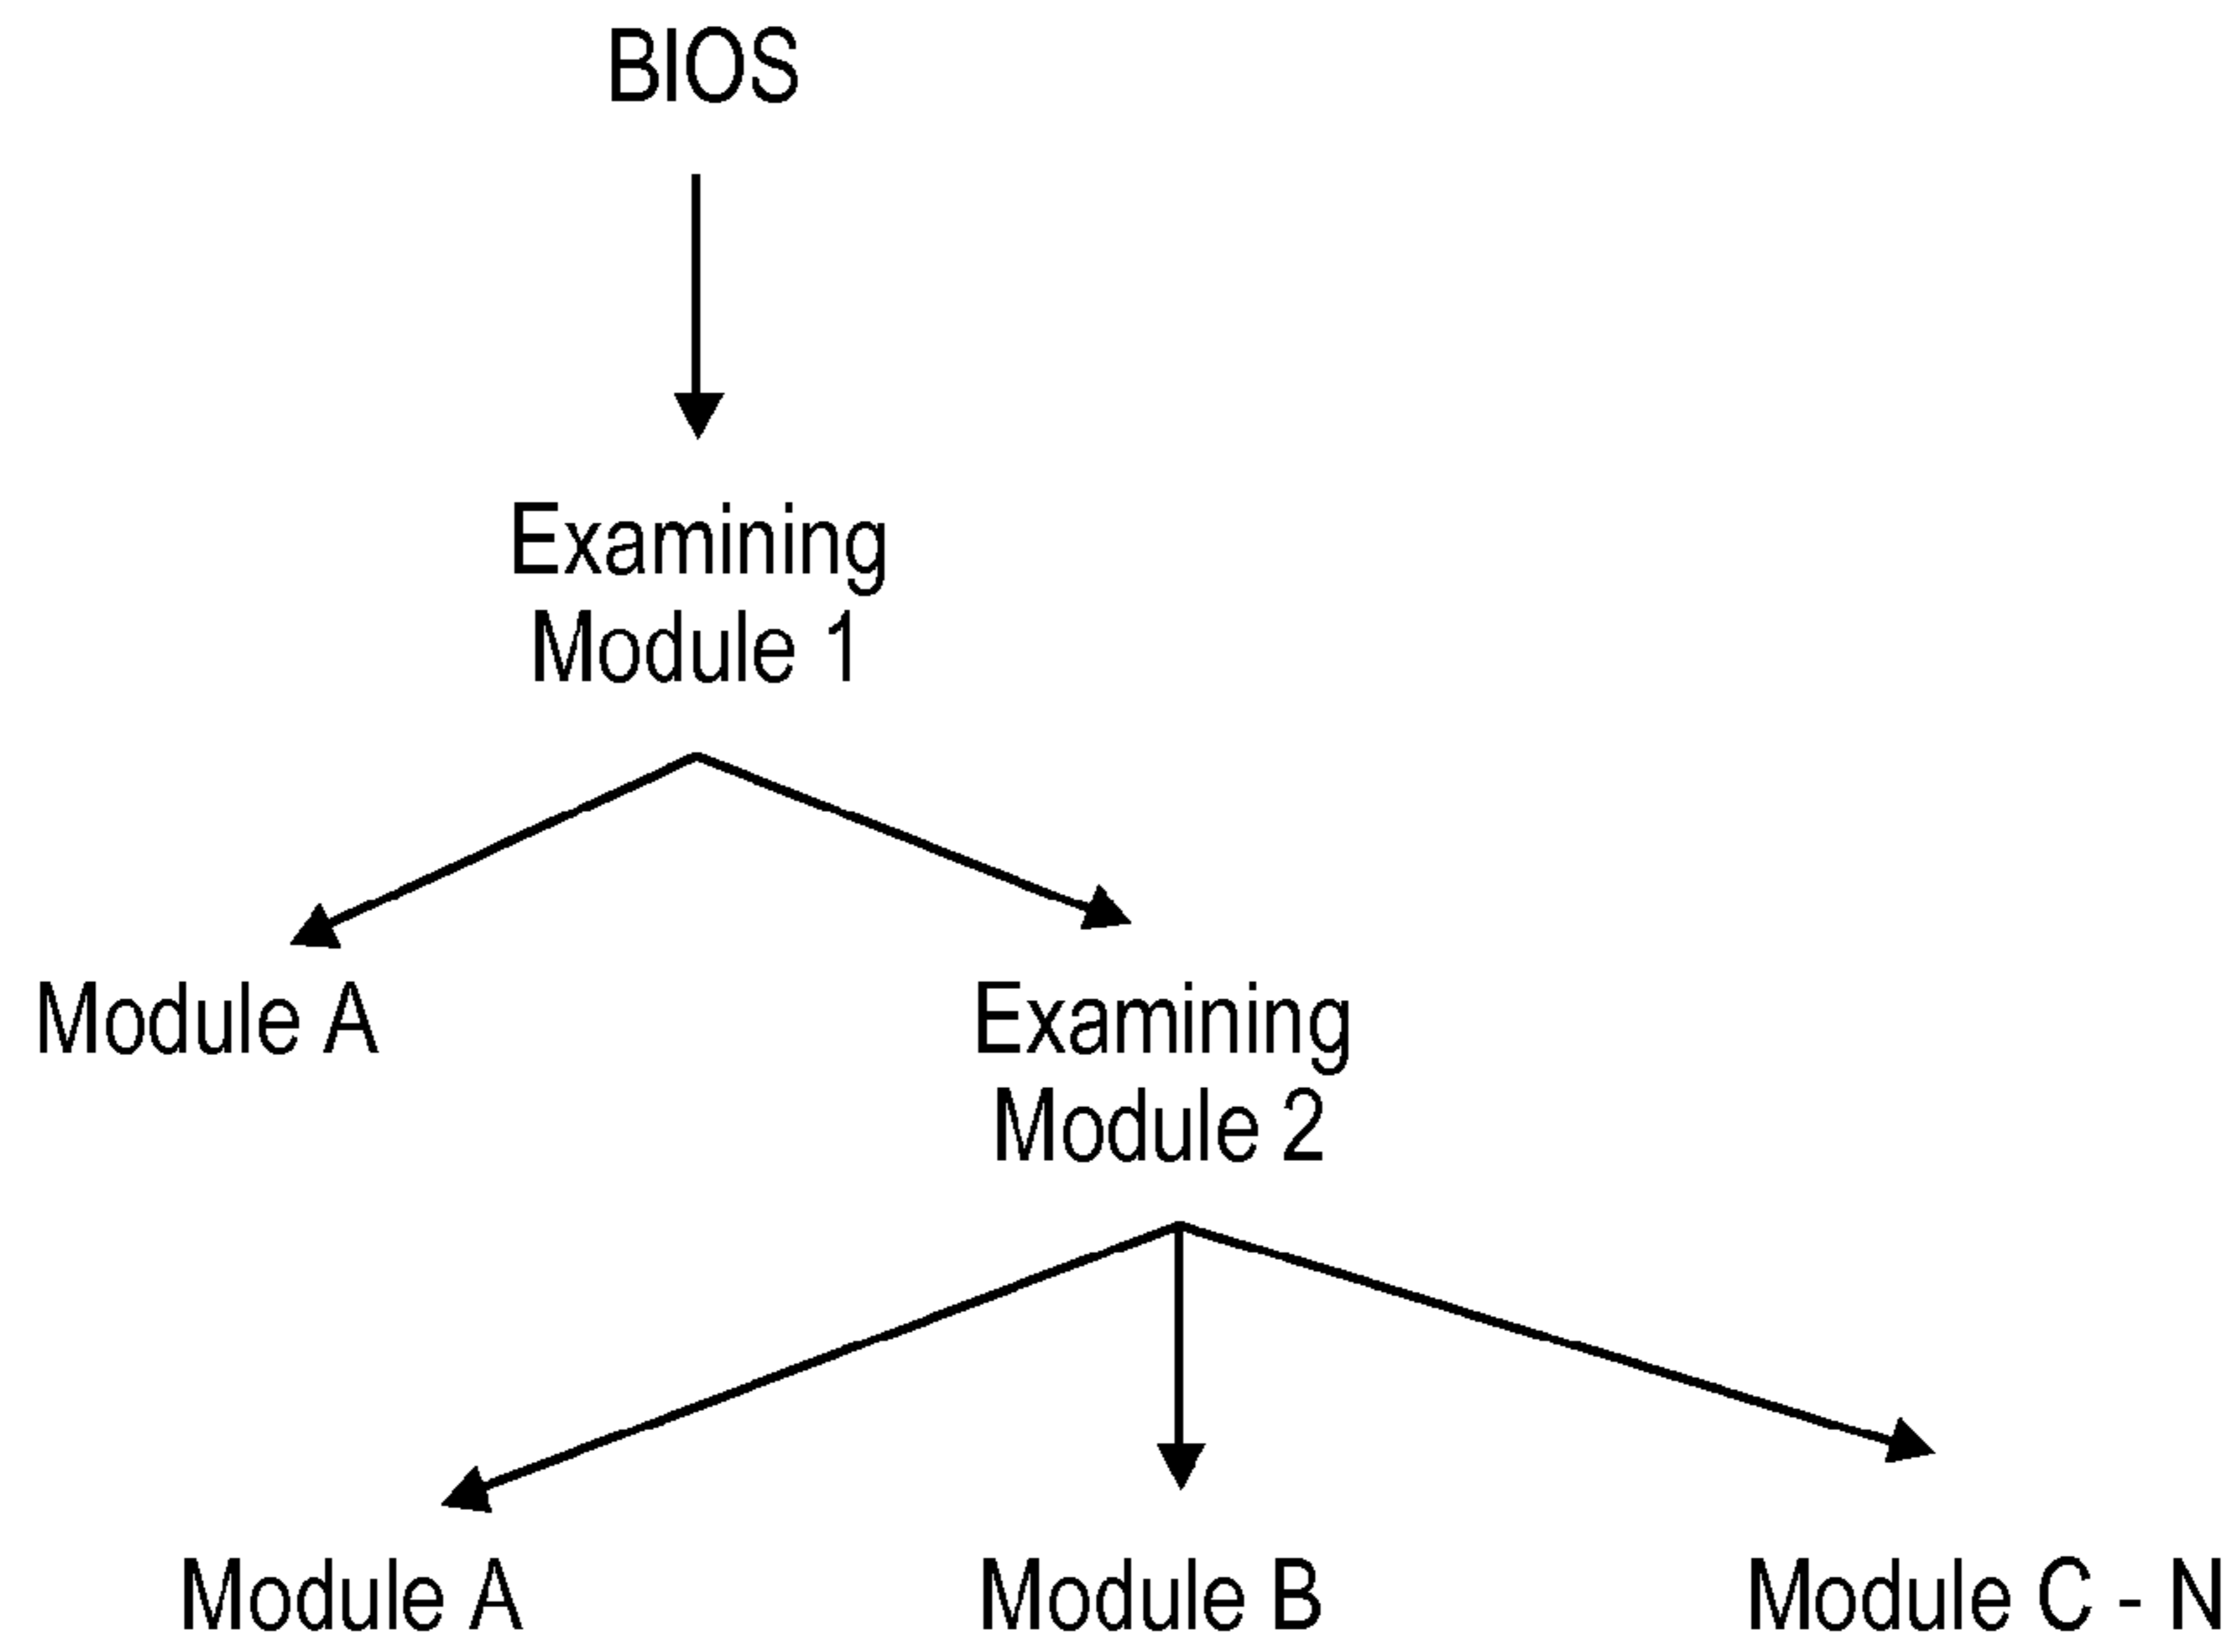 BIOS
Examining
Module 1
Module A
Examining
Module 2
Module A
Module B
Module C - N